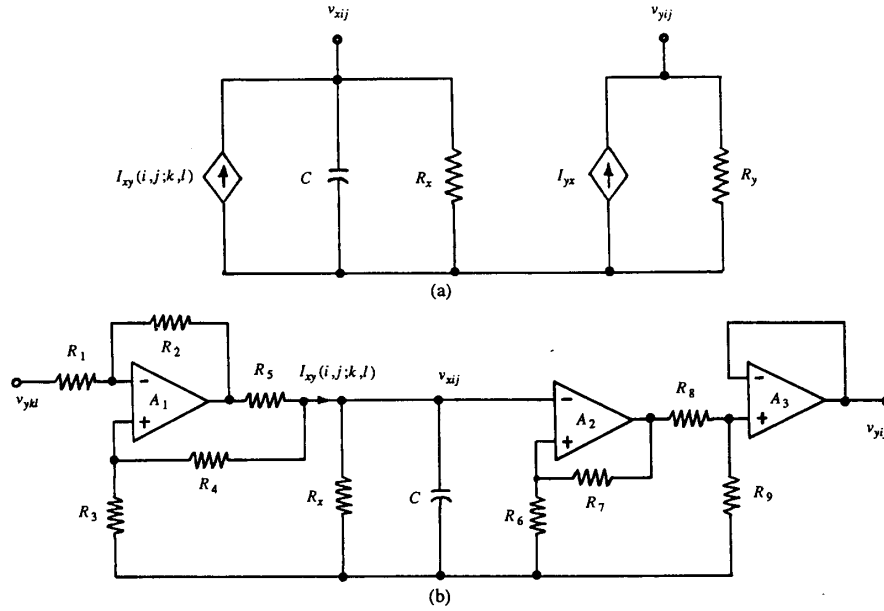 v_xij
v_yij
I_xy(i,j;k,l)
C
R_x
I_yx
R_y
(a)
R_1
R_2
R_5
I_xy(i,j;k,l)
v_xij
R_8
A_1
A_2
A_3
v_ykl
v_yij
R_4
R_3
R_x
C
R_6
R_7
R_9
- + - + - +
(b)